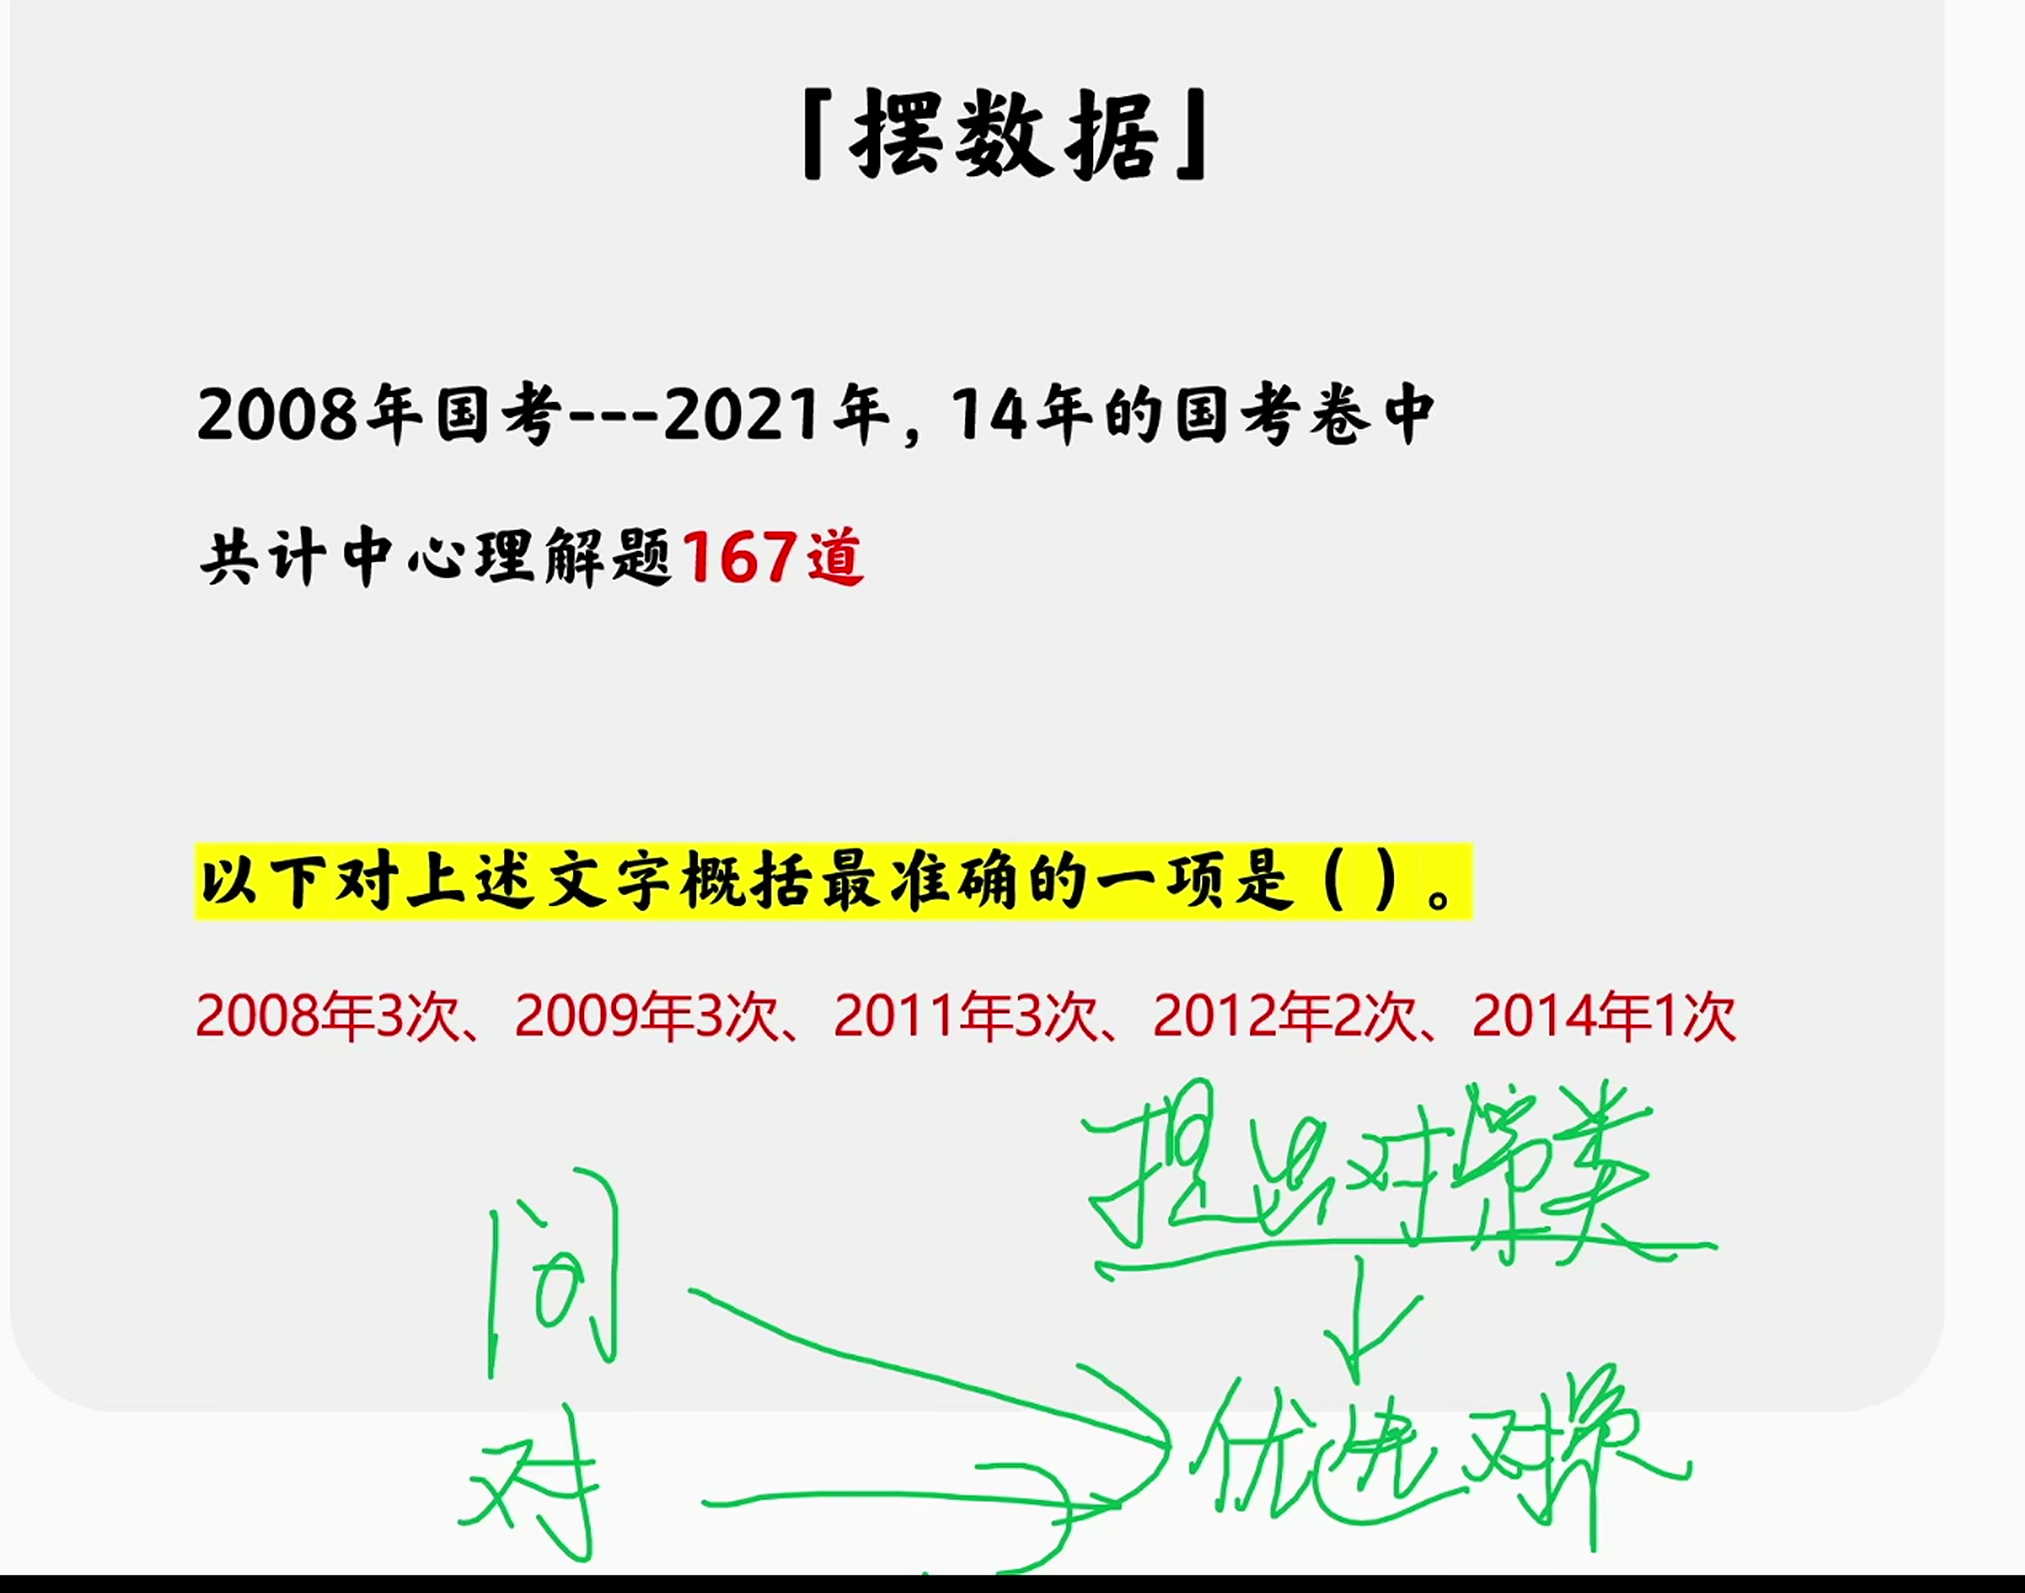 「摆数据」
2008年国考---2021年，14年的国考卷中
共计中心理解题167道
以下对上述文字概括最准确的一项是（）。
2008年3次、2009年3次、2011年3次、2012年2次、2014年1次
提出对策类
问
优选对策
对